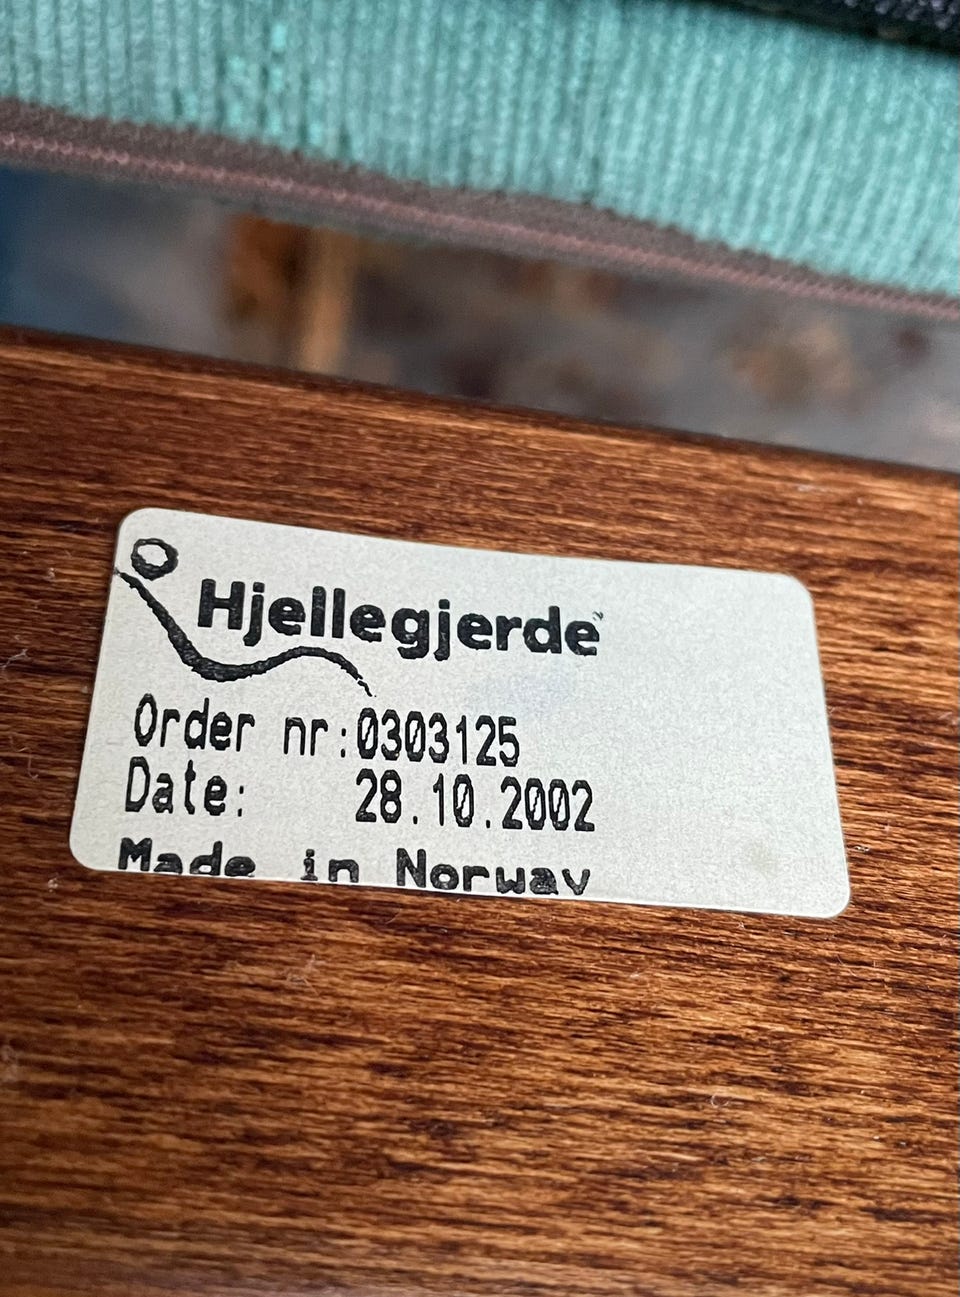 Hjellegjerde
Order nr:0303125
Date: 28.10.2002
Made in Norway